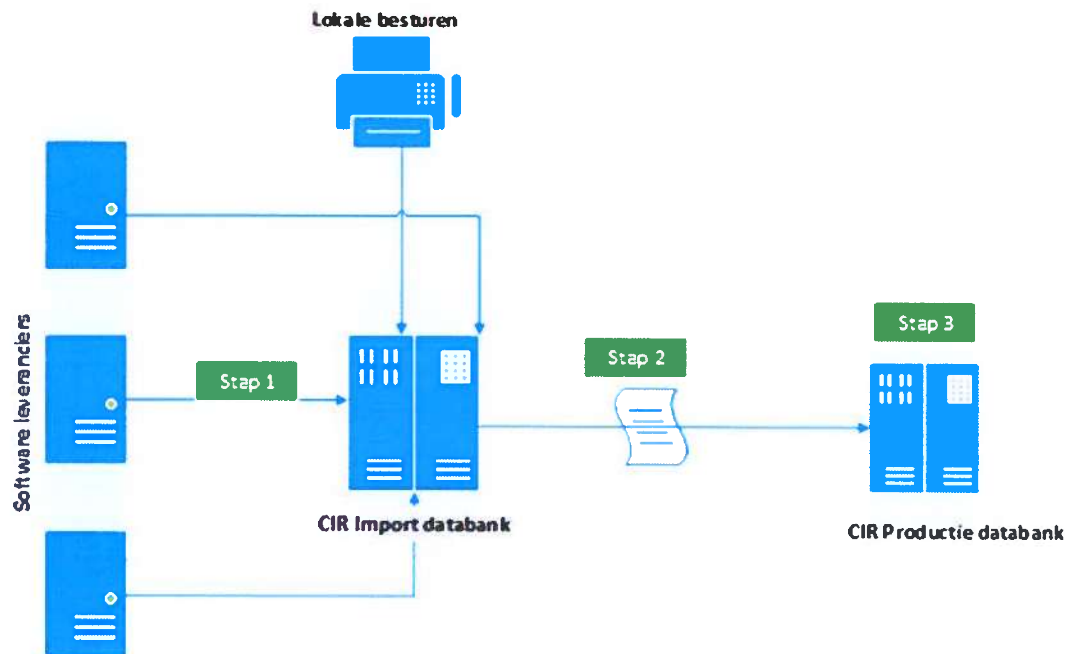 Lokale besturen
Software leveranciers
Stap 1
CIR Import databank
Stap 2
Stap 3
CIR Productie databank